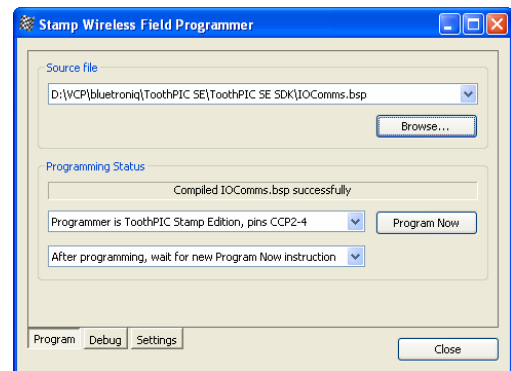 Stamp Wireless Field Programmer
Source file
D:\VCP\bluetroniq\ToothPIC SE\ToothPIC SE SDK\IOComms.bsp
Browse...
Programming Status
Compiled IOComms.bsp successfully
Programmer is ToothPIC Stamp Edition, pins CCP2-4
Program Now
After programming, wait for new Program Now instruction
Program Debug Settings
Close